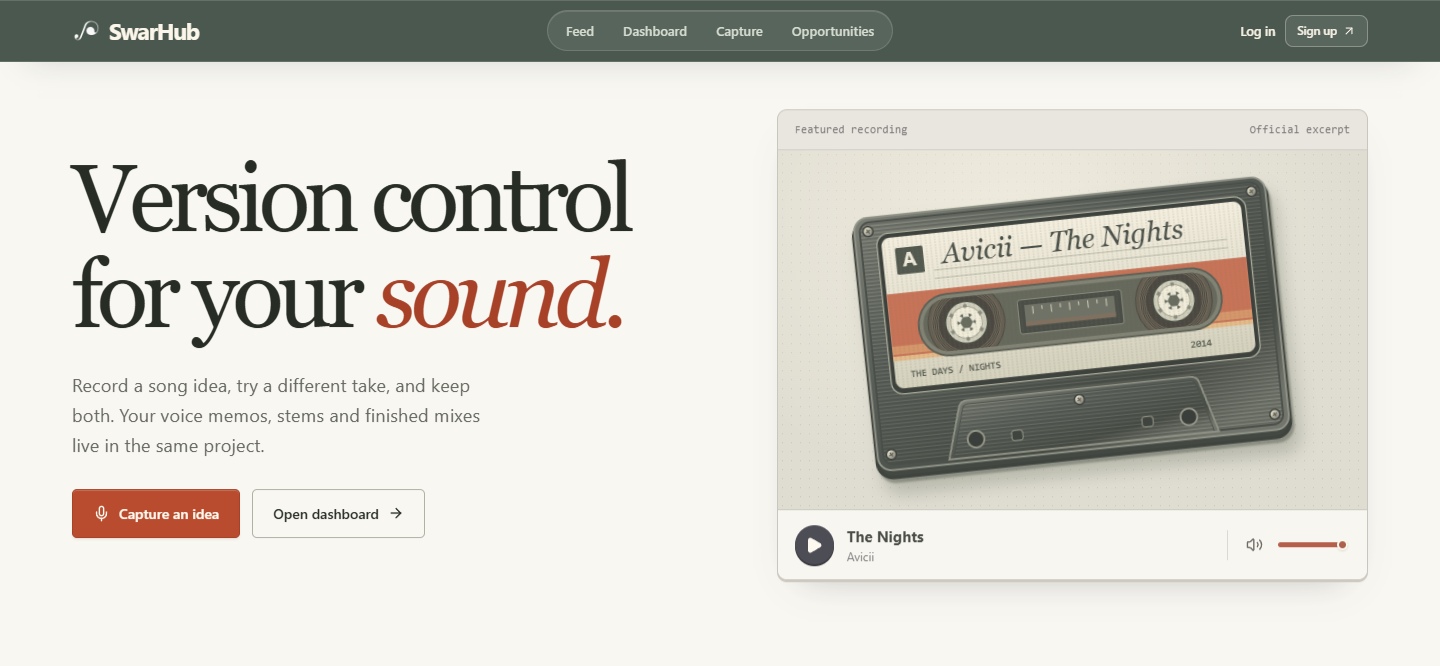 SwarHub
Feed
Dashboard
Capture
Opportunities
Log in
Sign up
Version control
for your sound.
Record a song idea, try a different take, and keep
both. Your voice memos, stems and finished mixes
live in the same project.
Capture an idea
Open dashboard
Featured recording
Official excerpt
A
Avicii — The Nights
THE DAYS / NIGHTS
2014
The Nights
Avicii